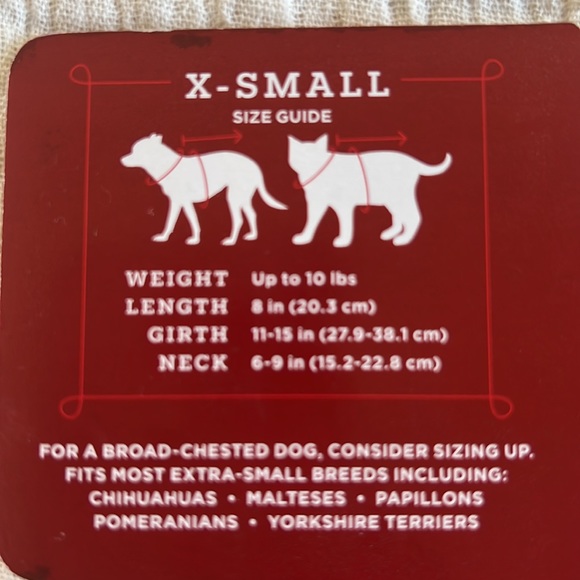 X-SMALL
SIZE GUIDE
WEIGHT Up to 10 lbs
LENGTH 8 in (20.3 cm)
GIRTH 11-15 in (27.9-38.1 cm)
NECK 6-9 in (15.2-22.8 cm)
FOR A BROAD-CHESTED DOG, CONSIDER SIZING UP.
FITS MOST EXTRA-SMALL BREEDS INCLUDING:
CHIHUAHUAS • MALTESES • PAPILLONS
POMERANIANS • YORKSHIRE TERRIERS